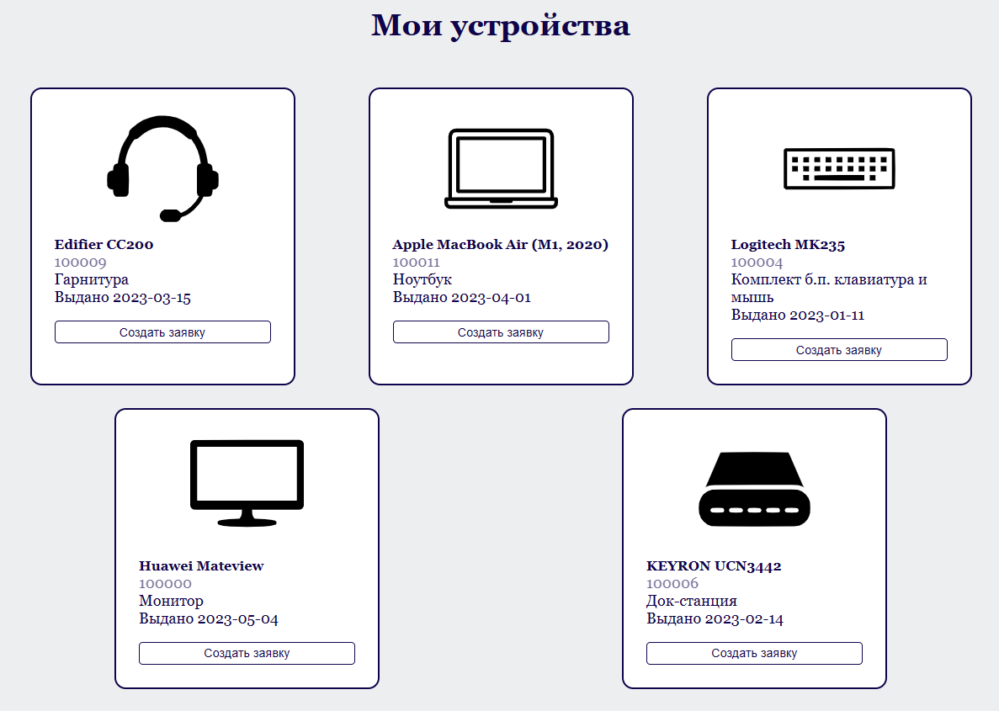 Мои устройства
Edifier CC200
100009
Гарнитура
Выдано 2023-03-15
Создать заявку
Apple MacBook Air (M1, 2020)
100011
Ноутбук
Выдано 2023-04-01
Создать заявку
Logitech MK235
100004
Комплект б.п. клавиатура и
мышь
Выдано 2023-01-11
Создать заявку
Huawei Mateview
100000
Монитор
Выдано 2023-05-04
Создать заявку
KEYRON UCN3442
100006
Док-станция
Выдано 2023-02-14
Создать заявку